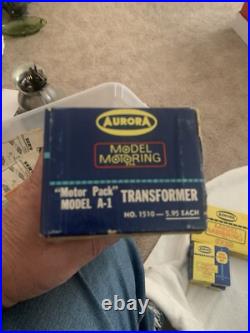 AURORA
MODEL
MOTORING
"Motor Pack" TRANSFORMER
MODEL A-1
NO. 1510 — 5.95 EACH